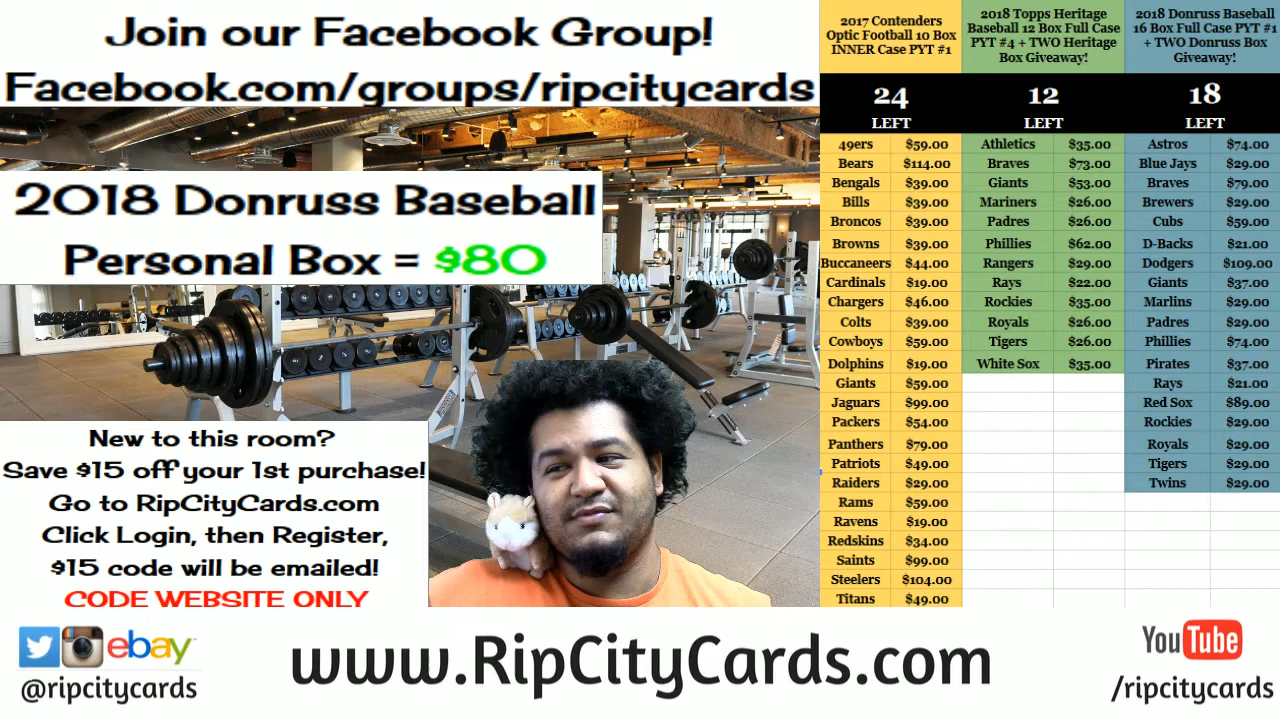 Join our Facebook Group!
Facebook.com/groups/ripcitycards
2018 Donruss Baseball
Personal Box = $80
New to this room?
Save $15 off your 1st purchase!
Go to RipCityCards.com
Click Login, then Register,
$15 code will be emailed!
CODE WEBSITE ONLY
2017 Contenders
Optic Football 10 Box
INNER Case PYT #1
24
LEFT
49ers $59.00
Bears $114.00
Bengals $39.00
Bills $39.00
Broncos $39.00
Browns $39.00
Buccaneers $44.00
Cardinals $19.00
Chargers $46.00
Colts $39.00
Cowboys $59.00
Dolphins $19.00
Giants $59.00
Jaguars $99.00
Packers $54.00
Panthers $79.00
Patriots $49.00
Raiders $29.00
Rams $59.00
Ravens $19.00
Redskins $34.00
Saints $99.00
Steelers $104.00
Titans $49.00
2018 Topps Heritage
Baseball 12 Box Full Case
PYT #4 + TWO Heritage
Box Giveaway!
12
LEFT
Athletics $35.00
Braves $73.00
Giants $53.00
Mariners $26.00
Padres $26.00
Phillies $62.00
Rangers $29.00
Rays $22.00
Rockies $35.00
Royals $26.00
Tigers $26.00
White Sox $35.00
2018 Donruss Baseball
16 Box Full Case PYT #1
+ TWO Donruss Box
Giveaway!
18
LEFT
Astros $74.00
Blue Jays $29.00
Braves $79.00
Brewers $29.00
Cubs $59.00
D-Backs $21.00
Dodgers $109.00
Giants $37.00
Marlins $29.00
Padres $29.00
Phillies $74.00
Pirates $37.00
Rays $21.00
Red Sox $89.00
Rockies $29.00
Royals $29.00
Tigers $29.00
Twins $29.00
ebay
@ripcitycards
www.RipCityCards.com
YouTube
/ripcitycards